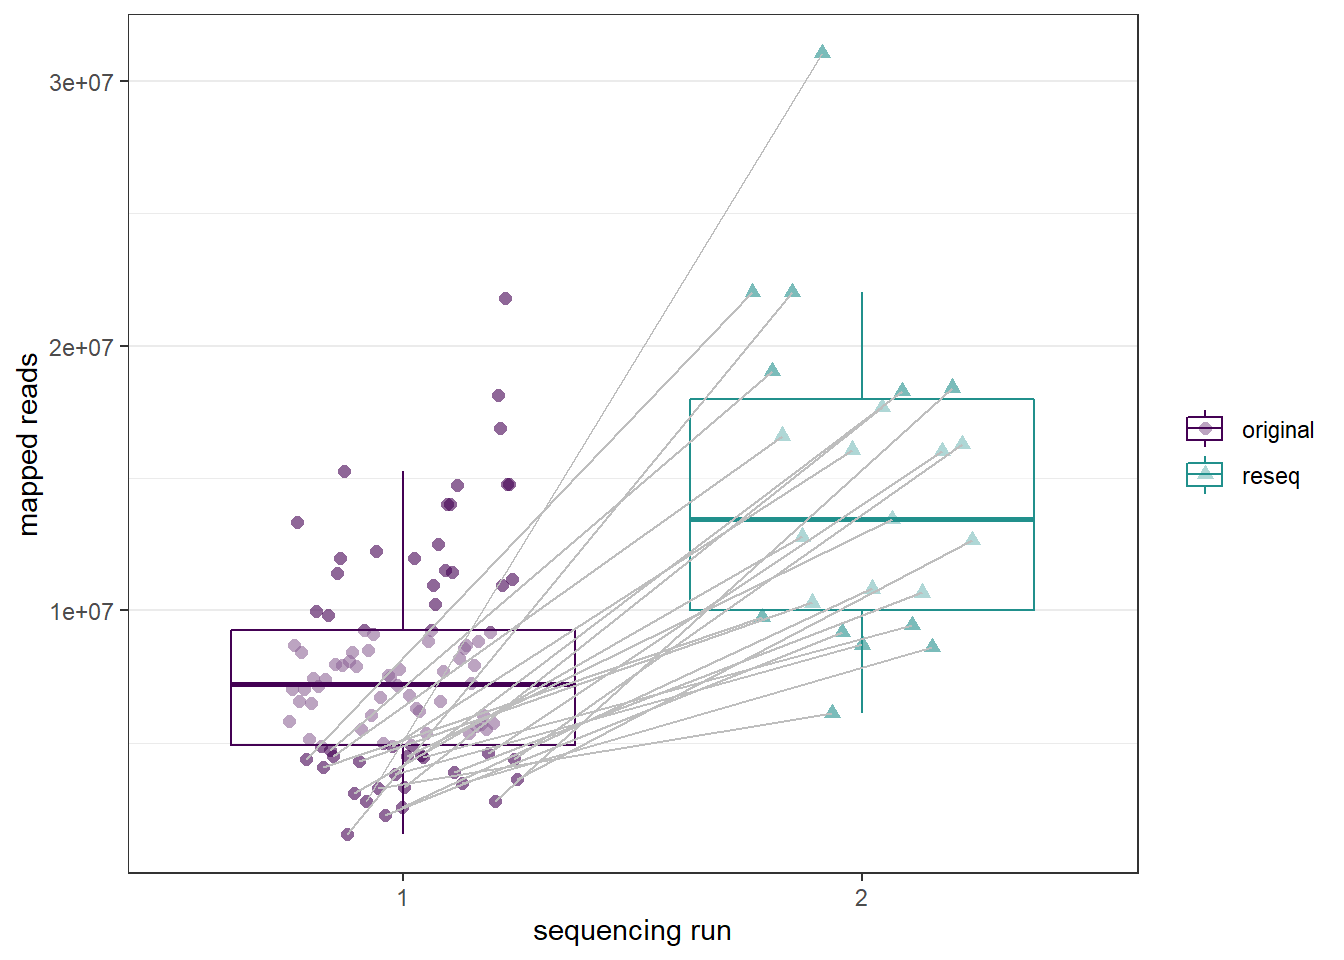 3e+07
2e+07
1e+07
mapped reads
1
2
sequencing run
original
reseq